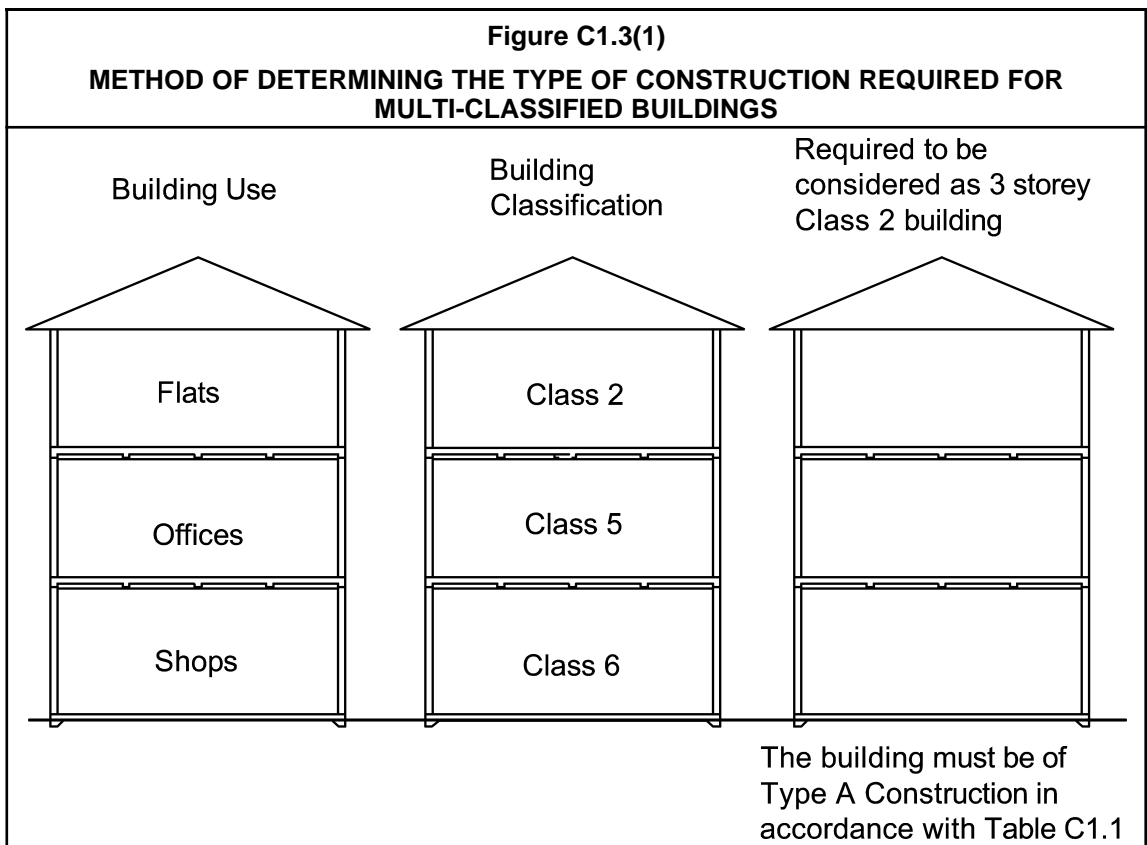 Figure C1.3(1)
METHOD OF DETERMINING THE TYPE OF CONSTRUCTION REQUIRED FOR
MULTI-CLASSIFIED BUILDINGS
Building Use
Building
Classification
Required to be
considered as 3 storey
Class 2 building
Flats
Class 2
Offices
Class 5
Shops
Class 6
The building must be of
Type A Construction in
accordance with Table C1.1